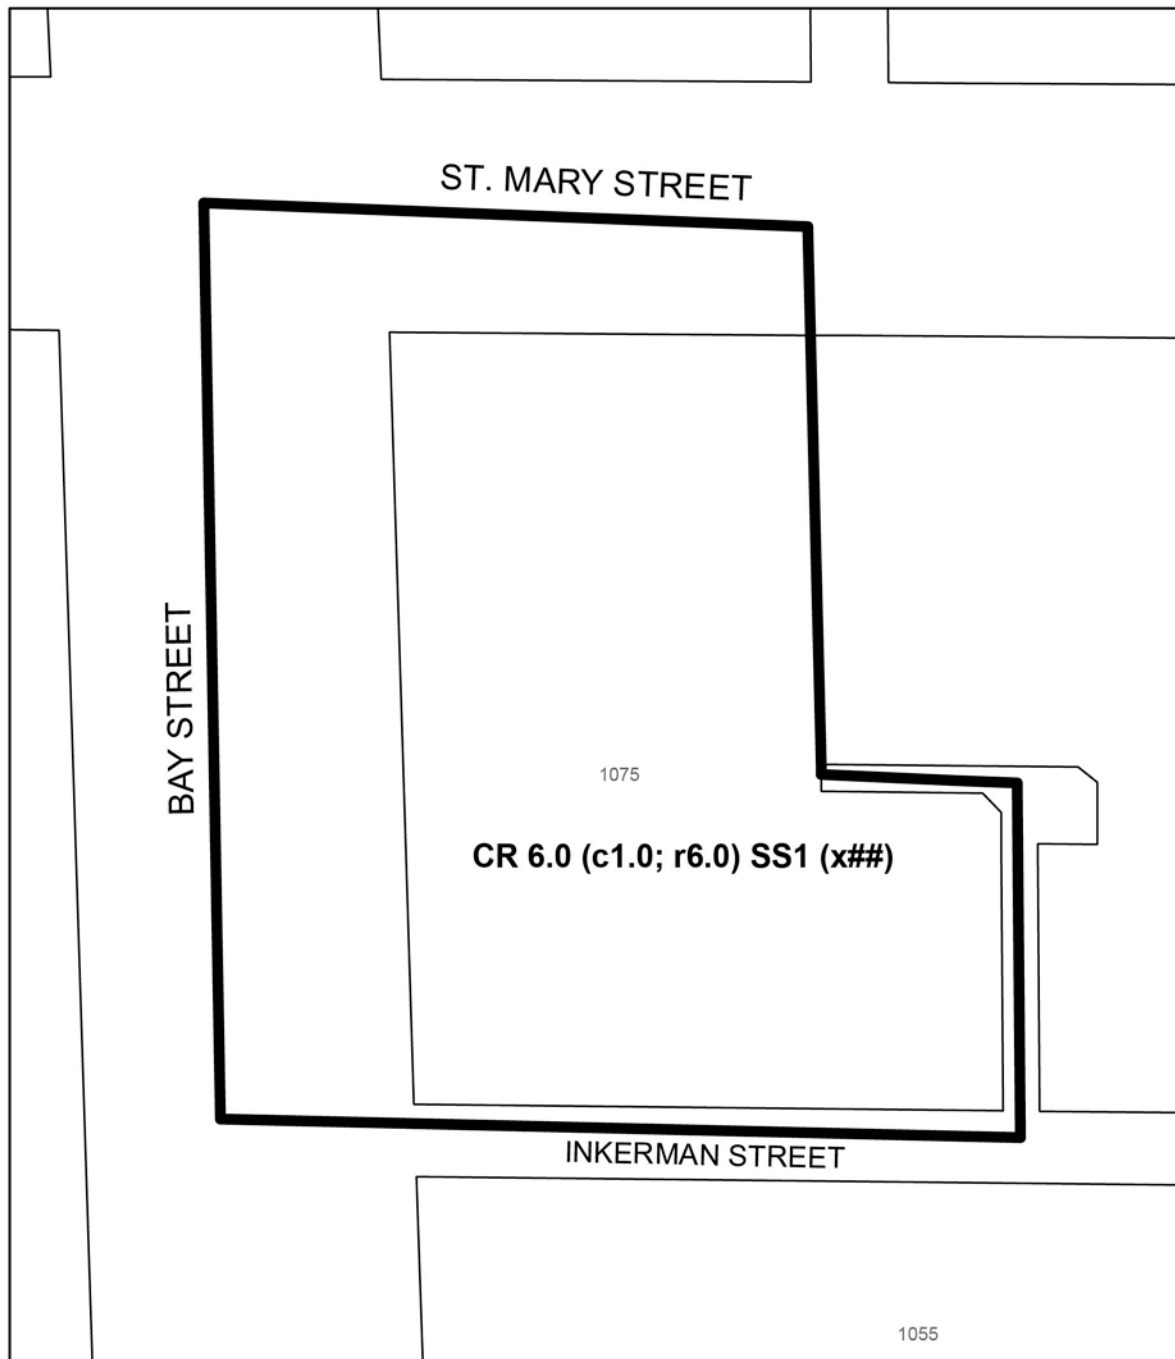 ST. MARY STREET
BAY STREET
1075
CR 6.0 (c1.0; r6.0) SS1 (x##)
INKERMAN STREET
1055